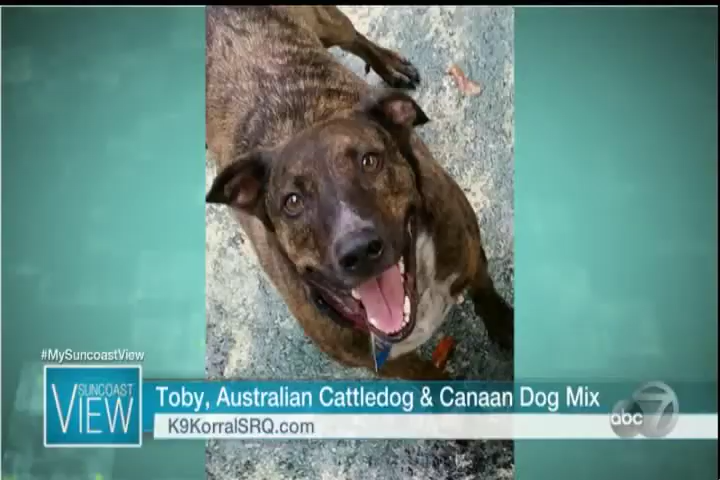 #MySuncoastView
SUNCOAST
VIEW
Toby, Australian Cattledog & Canaan Dog Mix
K9KorralSRQ.com
abc 7